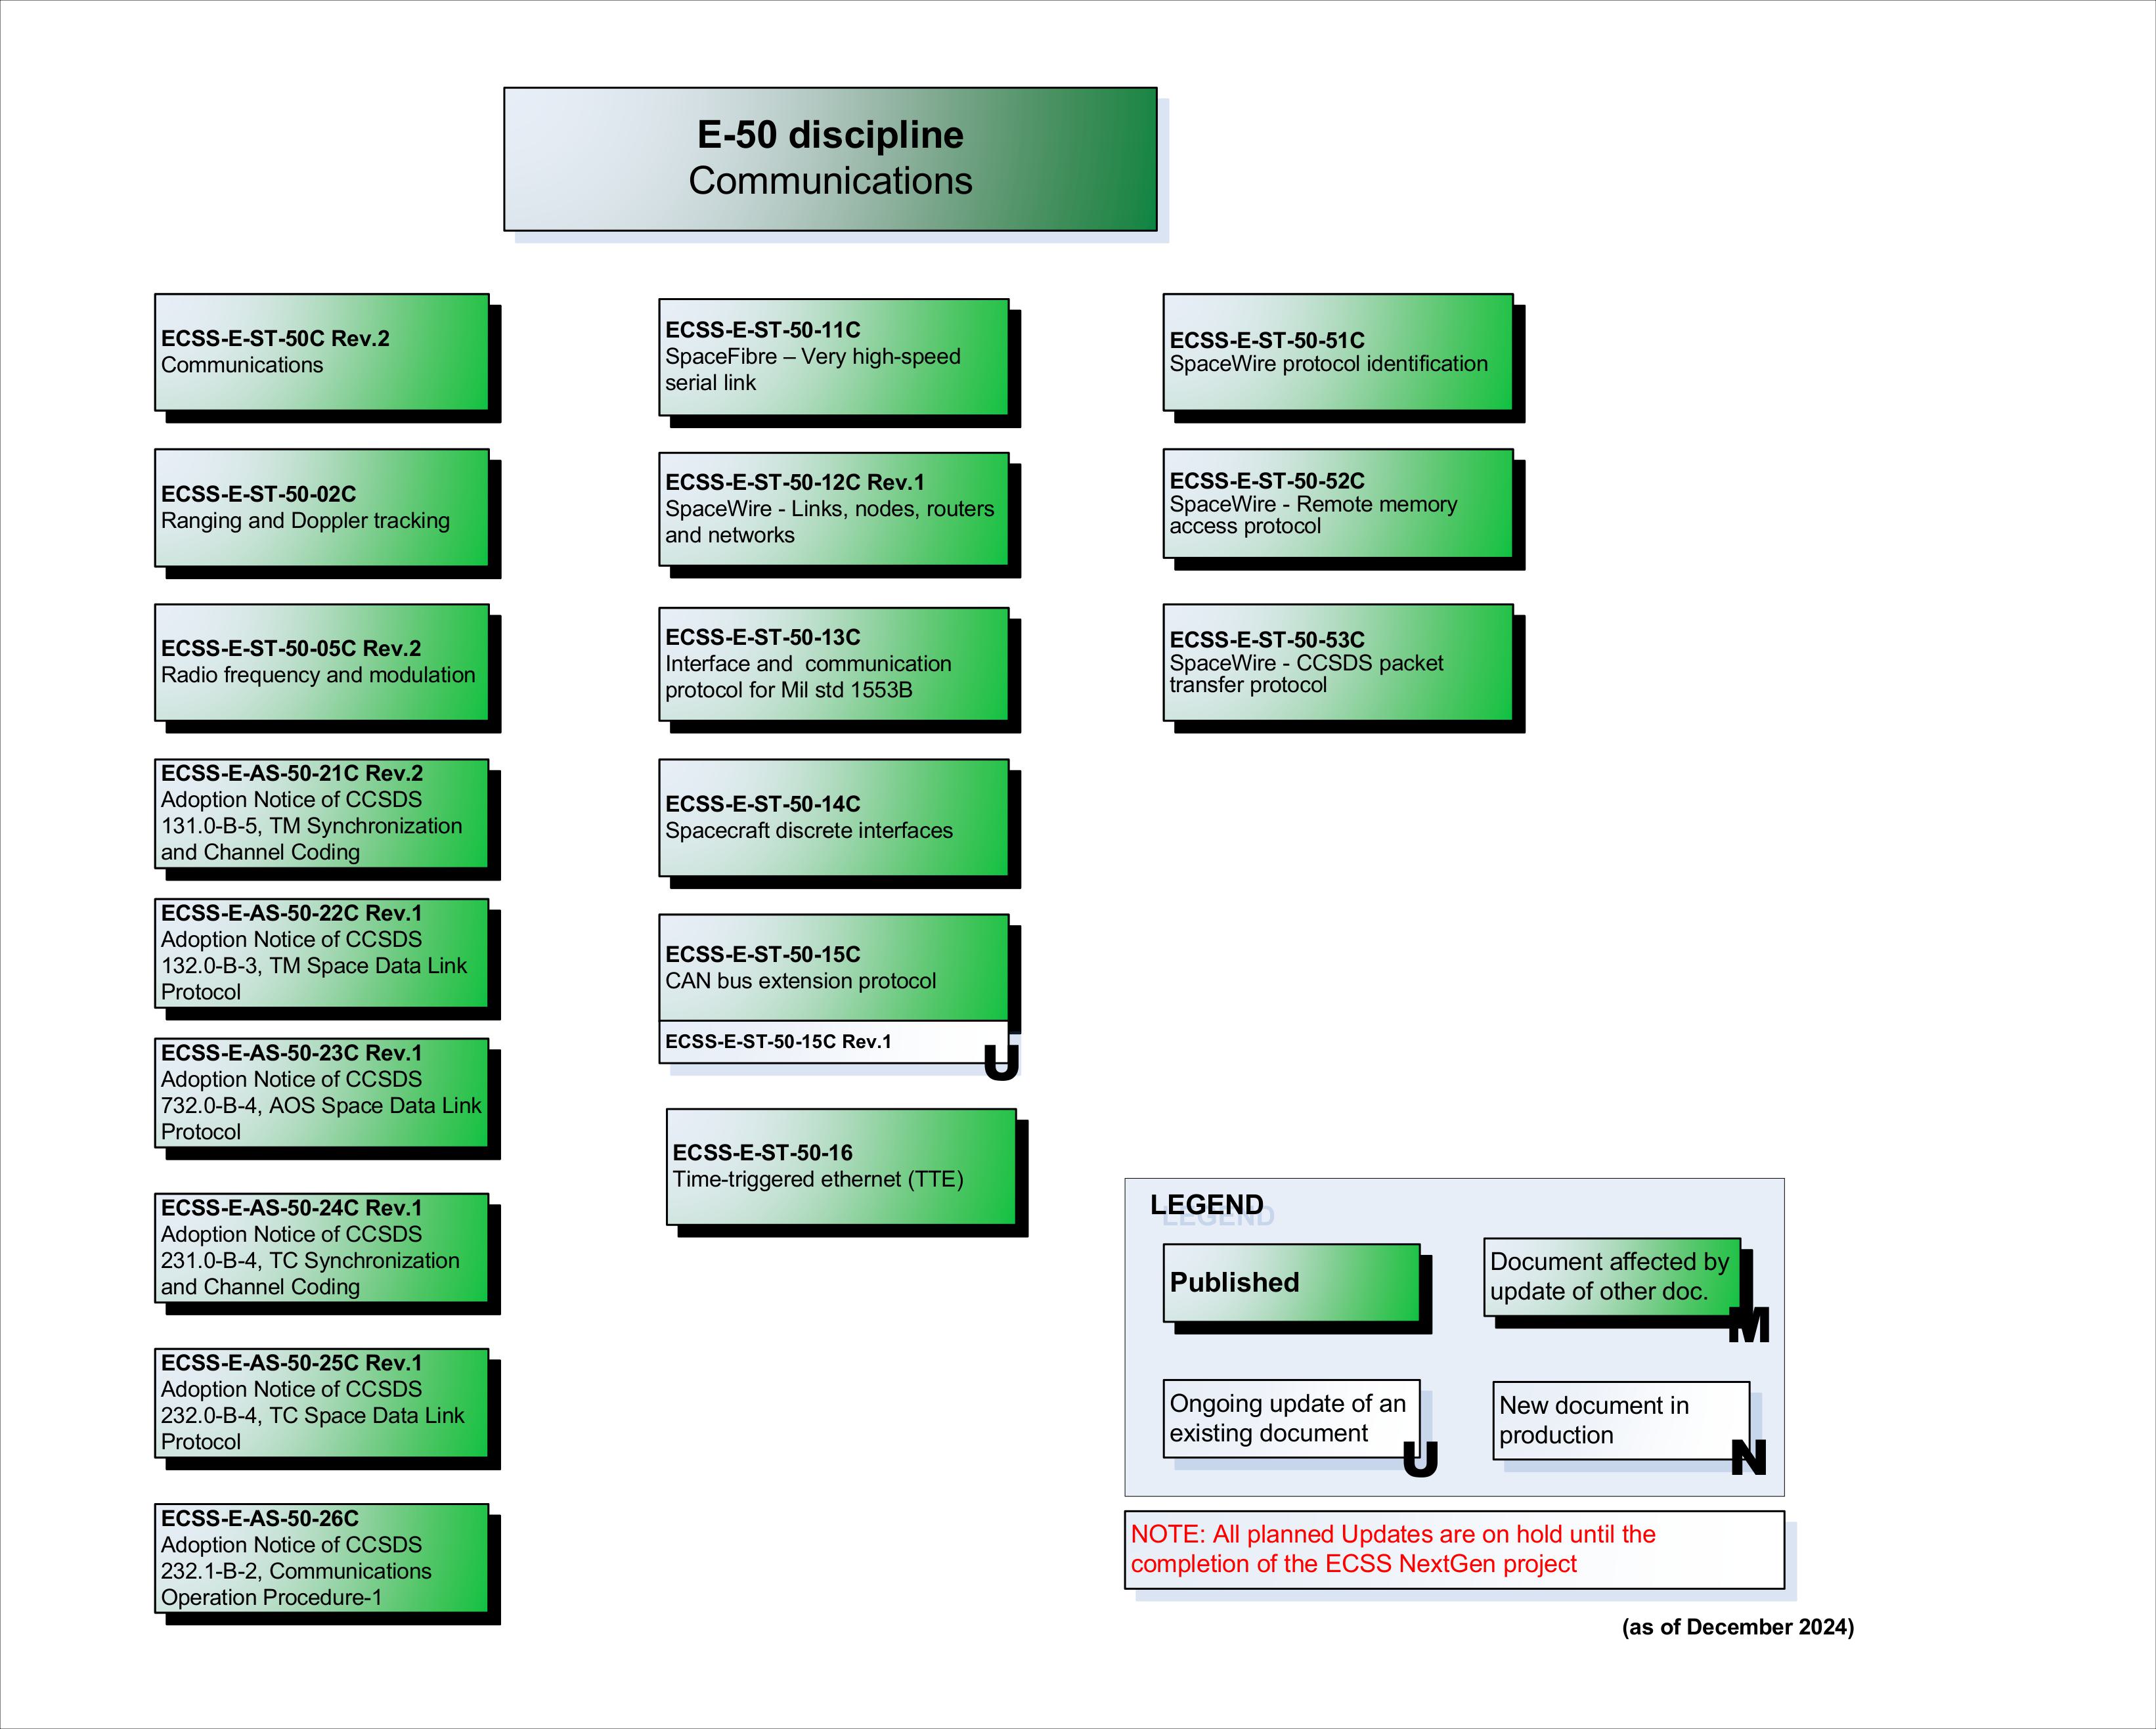 E-50 discipline
Communications
ECSS-E-ST-50C Rev.2
Communications
ECSS-E-ST-50-02C
Ranging and Doppler tracking
ECSS-E-ST-50-05C Rev.2
Radio frequency and modulation
ECSS-E-AS-50-21C Rev.2
Adoption Notice of CCSDS
131.0-B-5, TM Synchronization
and Channel Coding
ECSS-E-AS-50-22C Rev.1
Adoption Notice of CCSDS
132.0-B-3, TM Space Data Link
Protocol
ECSS-E-AS-50-23C Rev.1
Adoption Notice of CCSDS
732.0-B-4, AOS Space Data Link
Protocol
ECSS-E-AS-50-24C Rev.1
Adoption Notice of CCSDS
231.0-B-4, TC Synchronization
and Channel Coding
ECSS-E-AS-50-25C Rev.1
Adoption Notice of CCSDS
232.0-B-4, TC Space Data Link
Protocol
ECSS-E-AS-50-26C
Adoption Notice of CCSDS
232.1-B-2, Communications
Operation Procedure-1
ECSS-E-ST-50-11C
SpaceFibre – Very high-speed
serial link
ECSS-E-ST-50-12C Rev.1
SpaceWire - Links, nodes, routers
and networks
ECSS-E-ST-50-13C
Interface and  communication
protocol for Mil std 1553B
ECSS-E-ST-50-14C
Spacecraft discrete interfaces
ECSS-E-ST-50-15C
CAN bus extension protocol
ECSS-E-ST-50-15C Rev.1
U
ECSS-E-ST-50-16
Time-triggered ethernet (TTE)
ECSS-E-ST-50-51C
SpaceWire protocol identification
ECSS-E-ST-50-52C
SpaceWire - Remote memory
access protocol
ECSS-E-ST-50-53C
SpaceWire - CCSDS packet
transfer protocol
LEGEND
Published
Document affected by
update of other doc.
M
Ongoing update of an
existing document
U
New document in
production
N
NOTE: All planned Updates are on hold until the
completion of the ECSS NextGen project
(as of December 2024)